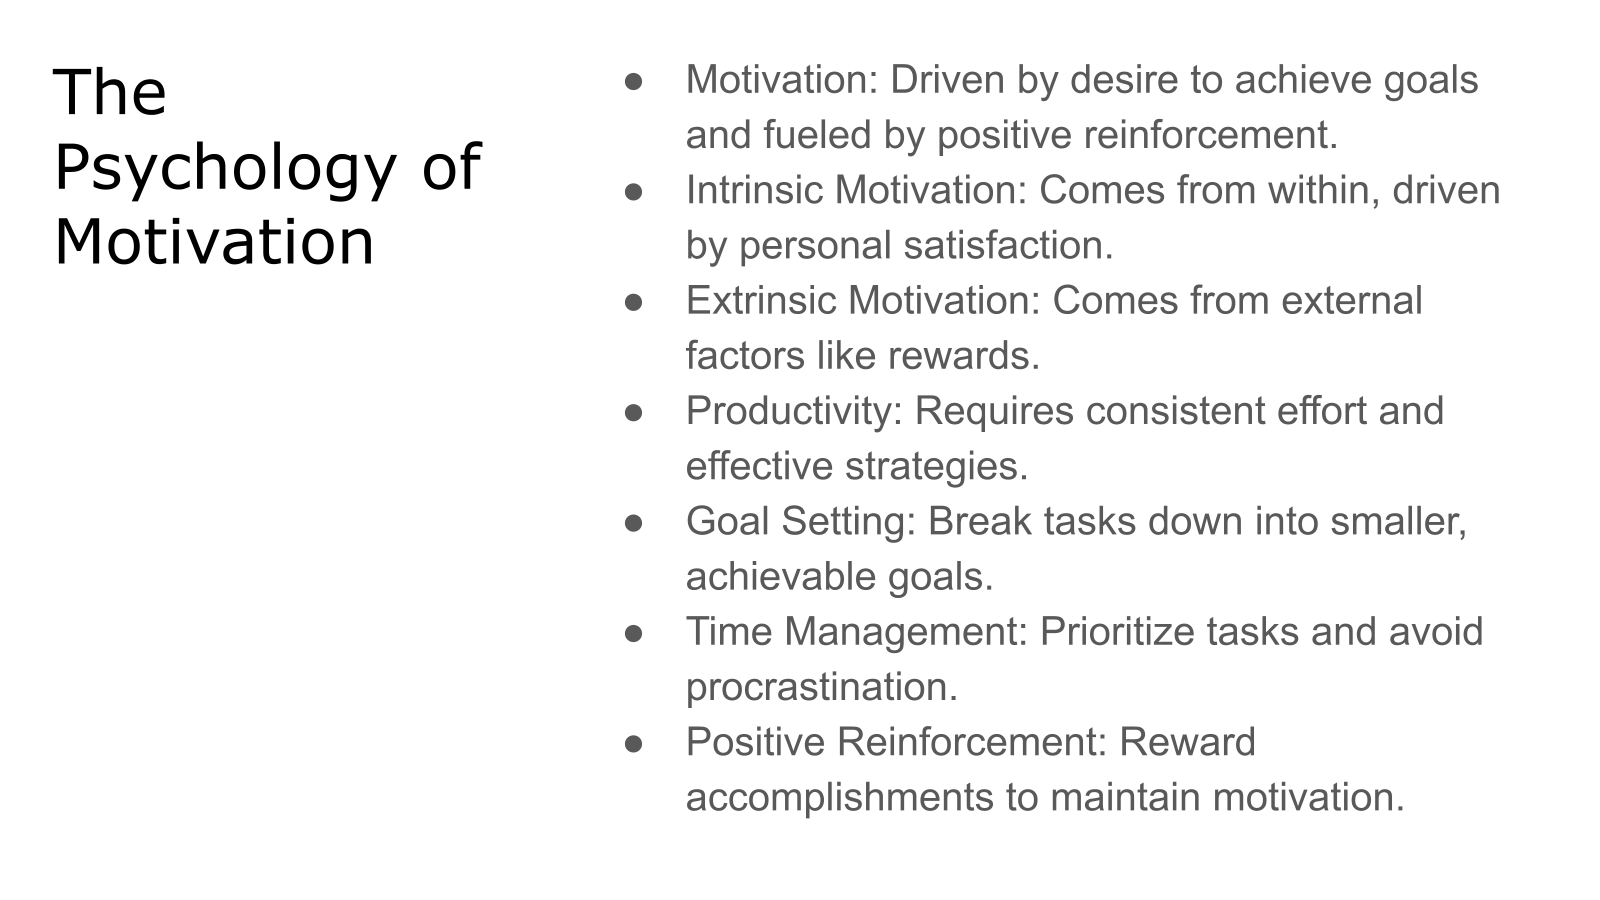 The
Psychology of
Motivation
● Motivation: Driven by desire to achieve goals
and fueled by positive reinforcement.
● Intrinsic Motivation: Comes from within, driven
by personal satisfaction.
● Extrinsic Motivation: Comes from external
factors like rewards.
● Productivity: Requires consistent effort and
effective strategies.
● Goal Setting: Break tasks down into smaller,
achievable goals.
● Time Management: Prioritize tasks and avoid
procrastination.
● Positive Reinforcement: Reward
accomplishments to maintain motivation.